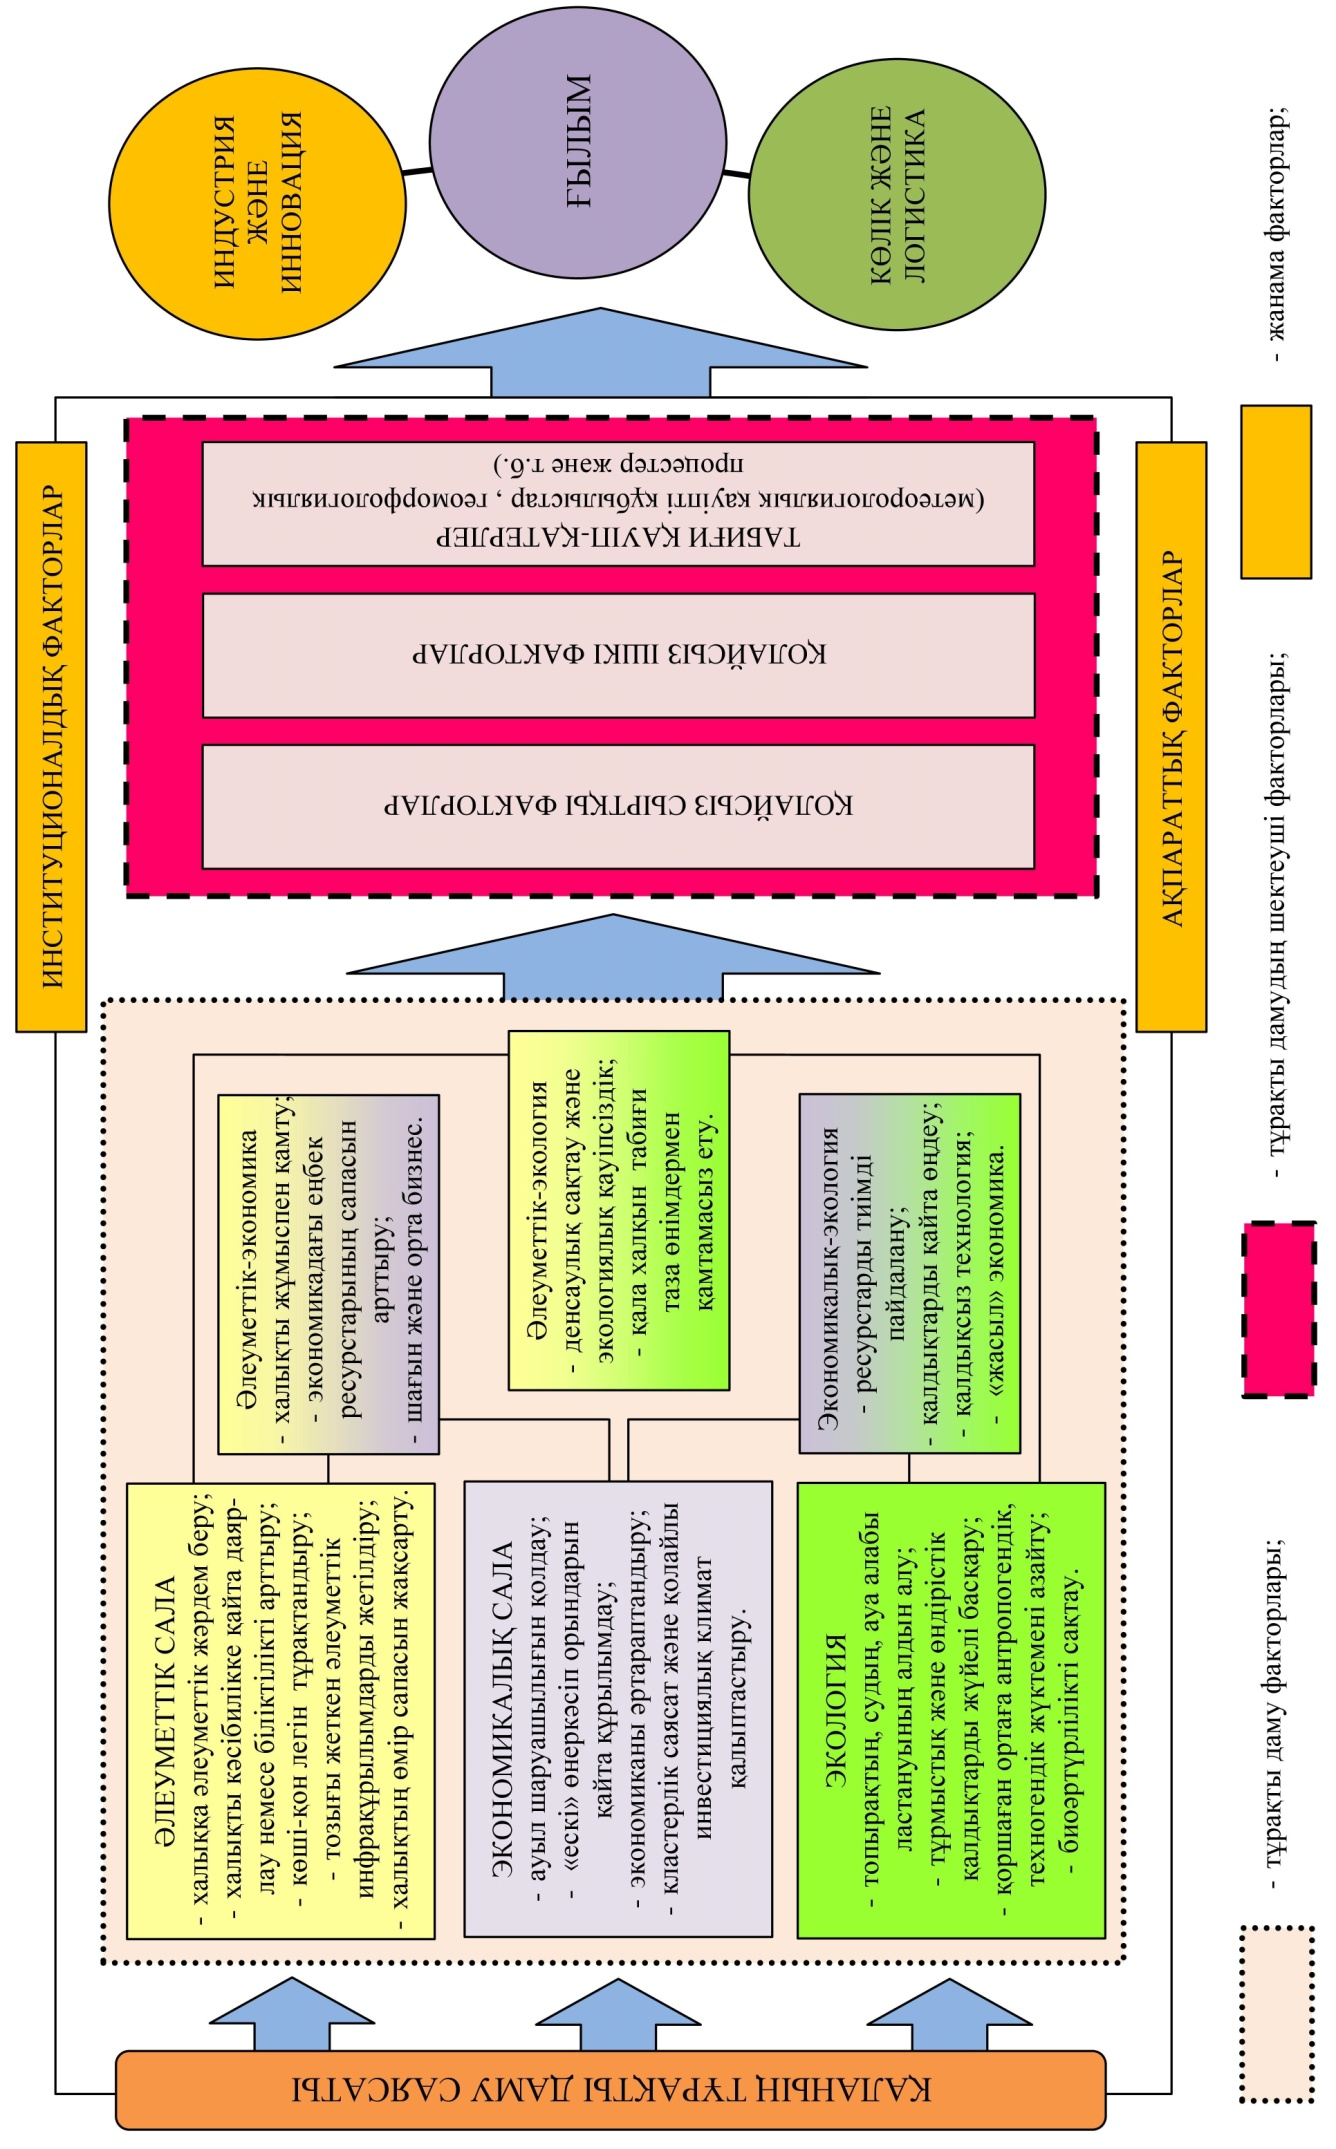 ҚАЛАНЫҢ ТҰРАҚТЫ ДАМУ САЯСАТЫ
ИНСТИТУЦИОНАЛДЫҚ ФАКТОРЛАР
ӘЛЕУМЕТІК САЛА
- халыққа әлеуметтік жәрдем беру;
- халықты кәсібилікке қайта даяр-
лау немесе біліктілікті арттыру;
- көші-қон легін тұрақтандыру;
- тозығы жеткен әлеуметтік
инфрақұрылымдарды жетілдіру;
- халықтың өмір сапасын жақсарту.
ЭКОНОМИКАЛЫҚ САЛА
- ауыл шаруашылығын қолдау;
- «ескі» өнеркәсіп орындарын
қайта құрылымдау;
- экономиканы әртараптандыру;
- кластерлік саясат және қолайлы
инвестициялық климат
қалыптастыру.
ЭКОЛОГИЯ
- топырақтың, судың, ауа алабы
ластануының алдын алу;
- тұрмыстық және өндірістік
қалдықтарды жүйелі басқару;
- қоршаған ортаға антропогендік,
техногендік жүктемені азайту;
- биоәртүрлілікті сақтау.
Әлеуметтік-экономика
- халықты жұмыспен қамту;
- экономикадағы еңбек
ресурстарының сапасын
арттыру;
- шағын және орта бизнес.
Әлеуметтік-экология
- денсаулық сақтау және
экологиялық қауіпсіздік;
- қала халқын табиғи
таза өнімдермен
қамтамасыз ету.
Экономикалық-экология
- ресурстарды тиімді
пайдалану;
- қалдықтарды қайта өңдеу;
- қалдықсыз технология;
- «жасыл» экономика.
ҚОЛАЙСЫЗ СЫРТҚЫ ФАКТОРЛАР
ҚОЛАЙСЫЗ ІШКІ ФАКТОРЛАР
ТАБИҒИ ҚАУІП-ҚАТЕРЛЕР
(метеорологиялық қауіпті құбылыстар , геоморфологиялық
процестер және т.б.)
ИНДУСТРИЯ
ЖӘНЕ
ИННОВАЦИЯ
ҒЫЛЫМ
КӨЛІК ЖӘНЕ
ЛОГИСТИКА
АҚПАРАТТЫҚ ФАКТОРЛАР
- тұрақты даму факторлары;
- тұрақты дамудың шектеуші факторлары;
- жанама факторлар;